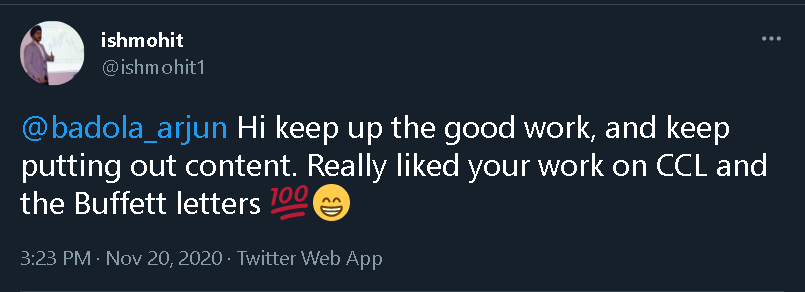 ishmohit
@ishmohit1
@badola_arjun Hi keep up the good work, and keep
putting out content. Really liked your work on CCL and
the Buffett letters 💯😁
3:23 PM · Nov 20, 2020 · Twitter Web App